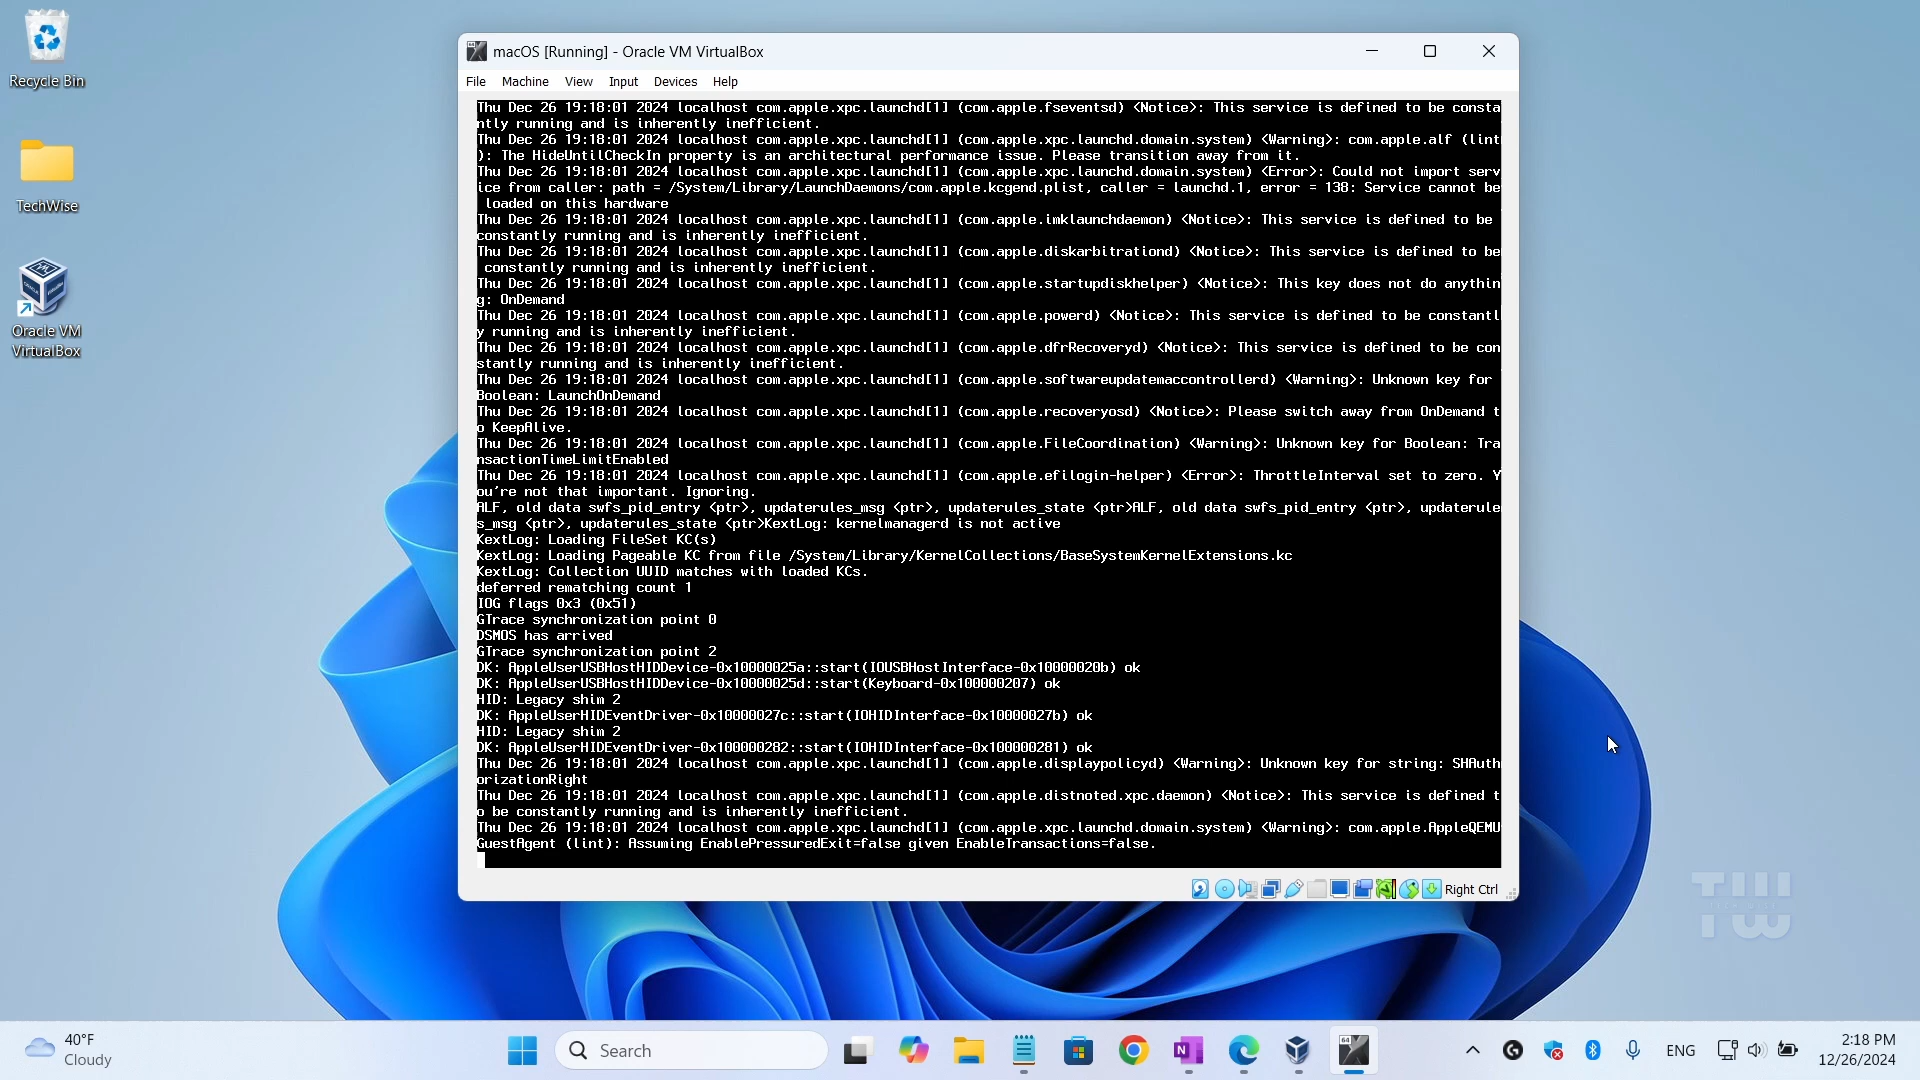 Recycle Bin
TechWise
Oracle VM
VirtualBox
macOS [Running] - Oracle VM VirtualBox
File Machine View Input Devices Help
Thu Dec 26 19:18:01 2024 localhost com.apple.xpc.launchd[1] (com.apple.fseventsd) <Notice>: This service is defined to be consta
ntly running and is inherently inefficient.
Thu Dec 26 19:18:01 2024 localhost com.apple.xpc.launchd[1] (com.apple.xpc.launchd.domain.system) <Warning>: com.apple.alf (lint
): The HideUntilCheckIn property is an architectural performance issue. Please transition away from it.
Thu Dec 26 19:18:01 2024 localhost com.apple.xpc.launchd[1] (com.apple.xpc.launchd.domain.system) <Error>: Could not import serv
ice from caller: path = /System/Library/LaunchDaemons/com.apple.kcgend.plist, caller = launchd.1, error = 138: Service cannot be
loaded on this hardware
Thu Dec 26 19:18:01 2024 localhost com.apple.xpc.launchd[1] (com.apple.imklaunchdaemon) <Notice>: This service is defined to be
constantly running and is inherently inefficient.
Thu Dec 26 19:18:01 2024 localhost com.apple.xpc.launchd[1] (com.apple.diskarbitrationd) <Notice>: This service is defined to be
constantly running and is inherently inefficient.
Thu Dec 26 19:18:01 2024 localhost com.apple.xpc.launchd[1] (com.apple.startupdiskhelper) <Notice>: This key does not do anythin
g: OnDemand
Thu Dec 26 19:18:01 2024 localhost com.apple.xpc.launchd[1] (com.apple.powerd) <Notice>: This service is defined to be constantl
y running and is inherently inefficient.
Thu Dec 26 19:18:01 2024 localhost com.apple.xpc.launchd[1] (com.apple.dfrRecoveryd) <Notice>: This service is defined to be con
stantly running and is inherently inefficient.
Thu Dec 26 19:18:01 2024 localhost com.apple.xpc.launchd[1] (com.apple.softwareupdatemaccontrollerd) <Warning>: Unknown key for
Boolean: LaunchOnDemand
Thu Dec 26 19:18:01 2024 localhost com.apple.xpc.launchd[1] (com.apple.recoveryosd) <Notice>: Please switch away from OnDemand t
o KeepAlive.
Thu Dec 26 19:18:01 2024 localhost com.apple.xpc.launchd[1] (com.apple.FileCoordination) <Warning>: Unknown key for Boolean: Tra
nsactionTimeLimitEnabled
Thu Dec 26 19:18:01 2024 localhost com.apple.xpc.launchd[1] (com.apple.efilogin-helper) <Error>: ThrottleInterval set to zero. Y
ou're not that important. Ignoring.
ALF, old data swfs_pid_entry <ptr>, updaterules_msg <ptr>, updaterules_state <ptr>ALF, old data swfs_pid_entry <ptr>, updaterule
s_msg <ptr>, updaterules_state <ptr>KextLog: kernelmanagerd is not active
KextLog: Loading FileSet KC(s)
KextLog: Loading Pageable KC from file /System/Library/KernelCollections/BaseSystemKernelExtensions.kc
KextLog: Collection UUID matches with loaded KCs.
deferred rematching count 1
IOG flags 0x3 (0x51)
GTrace synchronization point 0
DSMOS has arrived
GTrace synchronization point 2
DK: AppleUserUSBHostHIDDevice-0x10000025a::start(IOUSBHostInterface-0x10000020b) ok
DK: AppleUserUSBHostHIDDevice-0x10000025d::start(Keyboard-0x100000207) ok
HID: Legacy shim 2
DK: AppleUserHIDEventDriver-0x10000027c::start(IOHIDInterface-0x10000027b) ok
HID: Legacy shim 2
DK: AppleUserHIDEventDriver-0x100000282::start(IOHIDInterface-0x100000281) ok
Thu Dec 26 19:18:01 2024 localhost com.apple.xpc.launchd[1] (com.apple.displaypolicyd) <Warning>: Unknown key for string: SHAuth
orizationRight
Thu Dec 26 19:18:01 2024 localhost com.apple.xpc.launchd[1] (com.apple.distnoted.xpc.daemon) <Notice>: This service is defined t
o be constantly running and is inherently inefficient.
Thu Dec 26 19:18:01 2024 localhost com.apple.xpc.launchd[1] (com.apple.xpc.launchd.domain.system) <Warning>: com.apple.AppleQEMU
GuestAgent (lint): Assuming EnablePressuredExit=false given EnableTransactions=false.
Right Ctrl
TW
40°F
Cloudy
Search
ENG
2:18 PM
12/26/2024